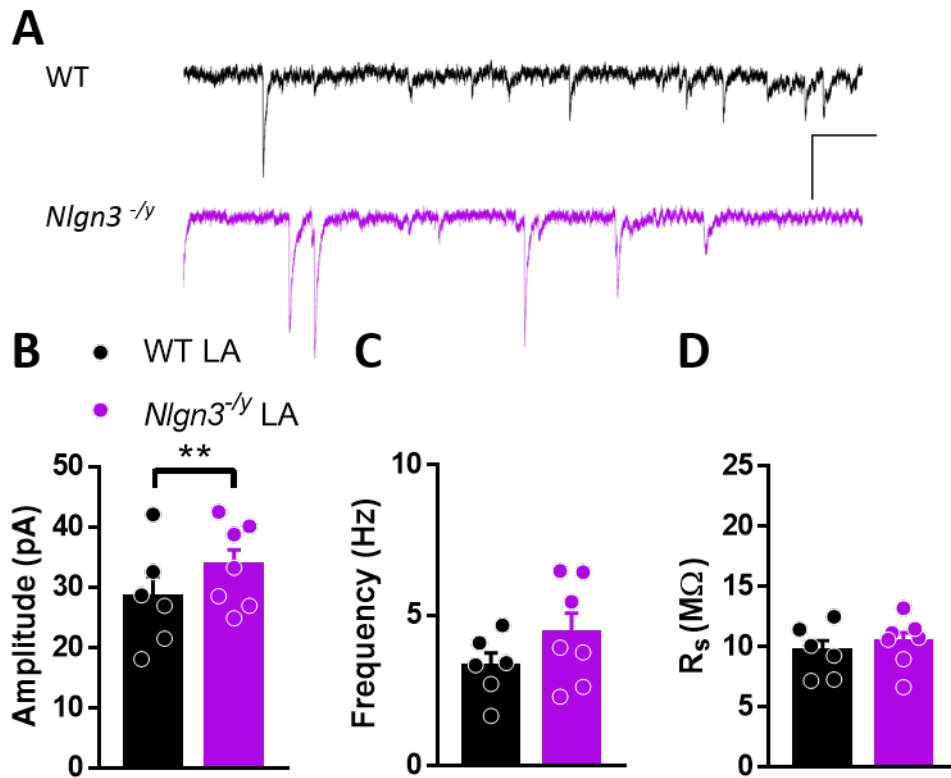 A
WT
Nlgn3 -/y
B
WT LA
Nlgn3-/y LA
**
50
40
30
20
10
0
Amplitude (pA)
C
10
5
0
Frequency (Hz)
D
25
20
15
10
5
0
Rs (MΩ)